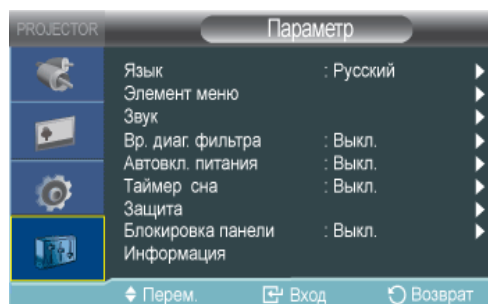 PROJECTOR
Параметр
Язык : Русский
Элемент меню
Звук
Вр. диаг. фильтра : Выкл.
Автовкл. питания : Выкл.
Таймер сна : Выкл.
Защита
Блокировка панели : Выкл.
Информация
Перем. Вход Возврат